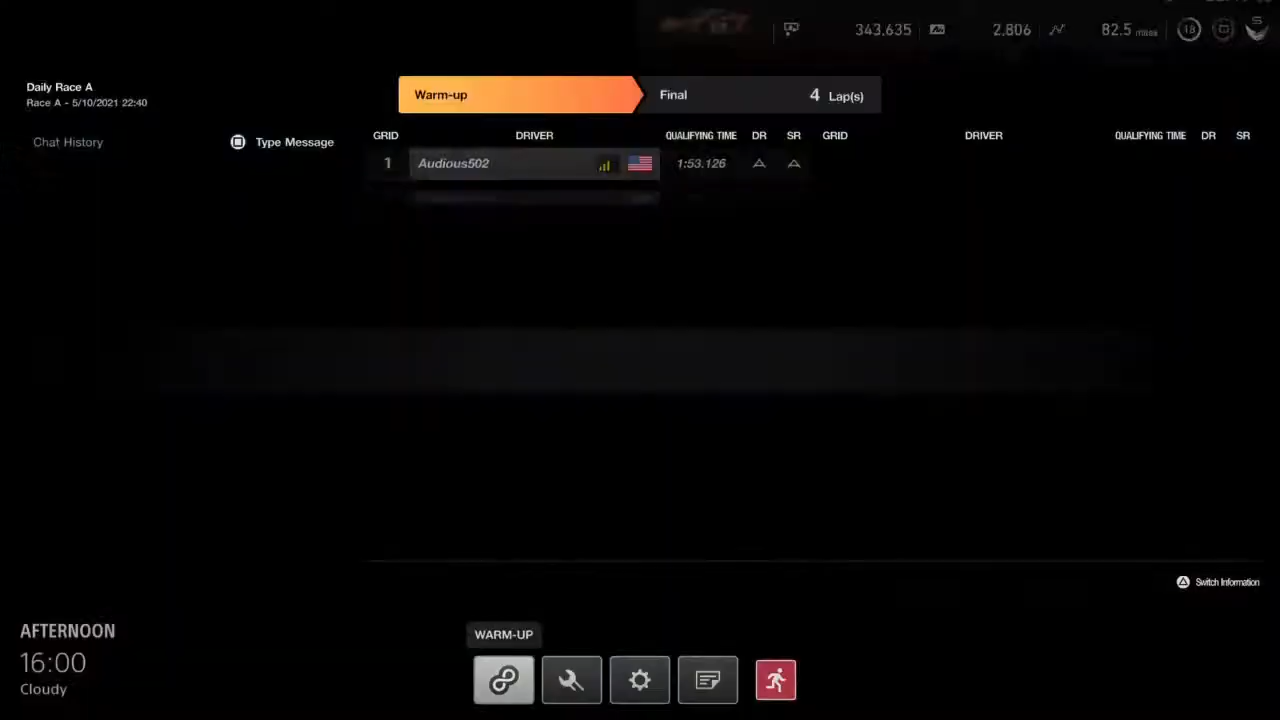 343,635 2,806 82.5 miles 18 S
Daily Race A
Race A - 5/10/2021 22:40
Warm-up Final 4 Lap(s)
Chat History Type Message
GRID DRIVER QUALIFYING TIME DR SR GRID DRIVER QUALIFYING TIME DR SR
1 Audious502 1:53.126 A A
Switch Information
AFTERNOON
16:00
Cloudy
WARM-UP